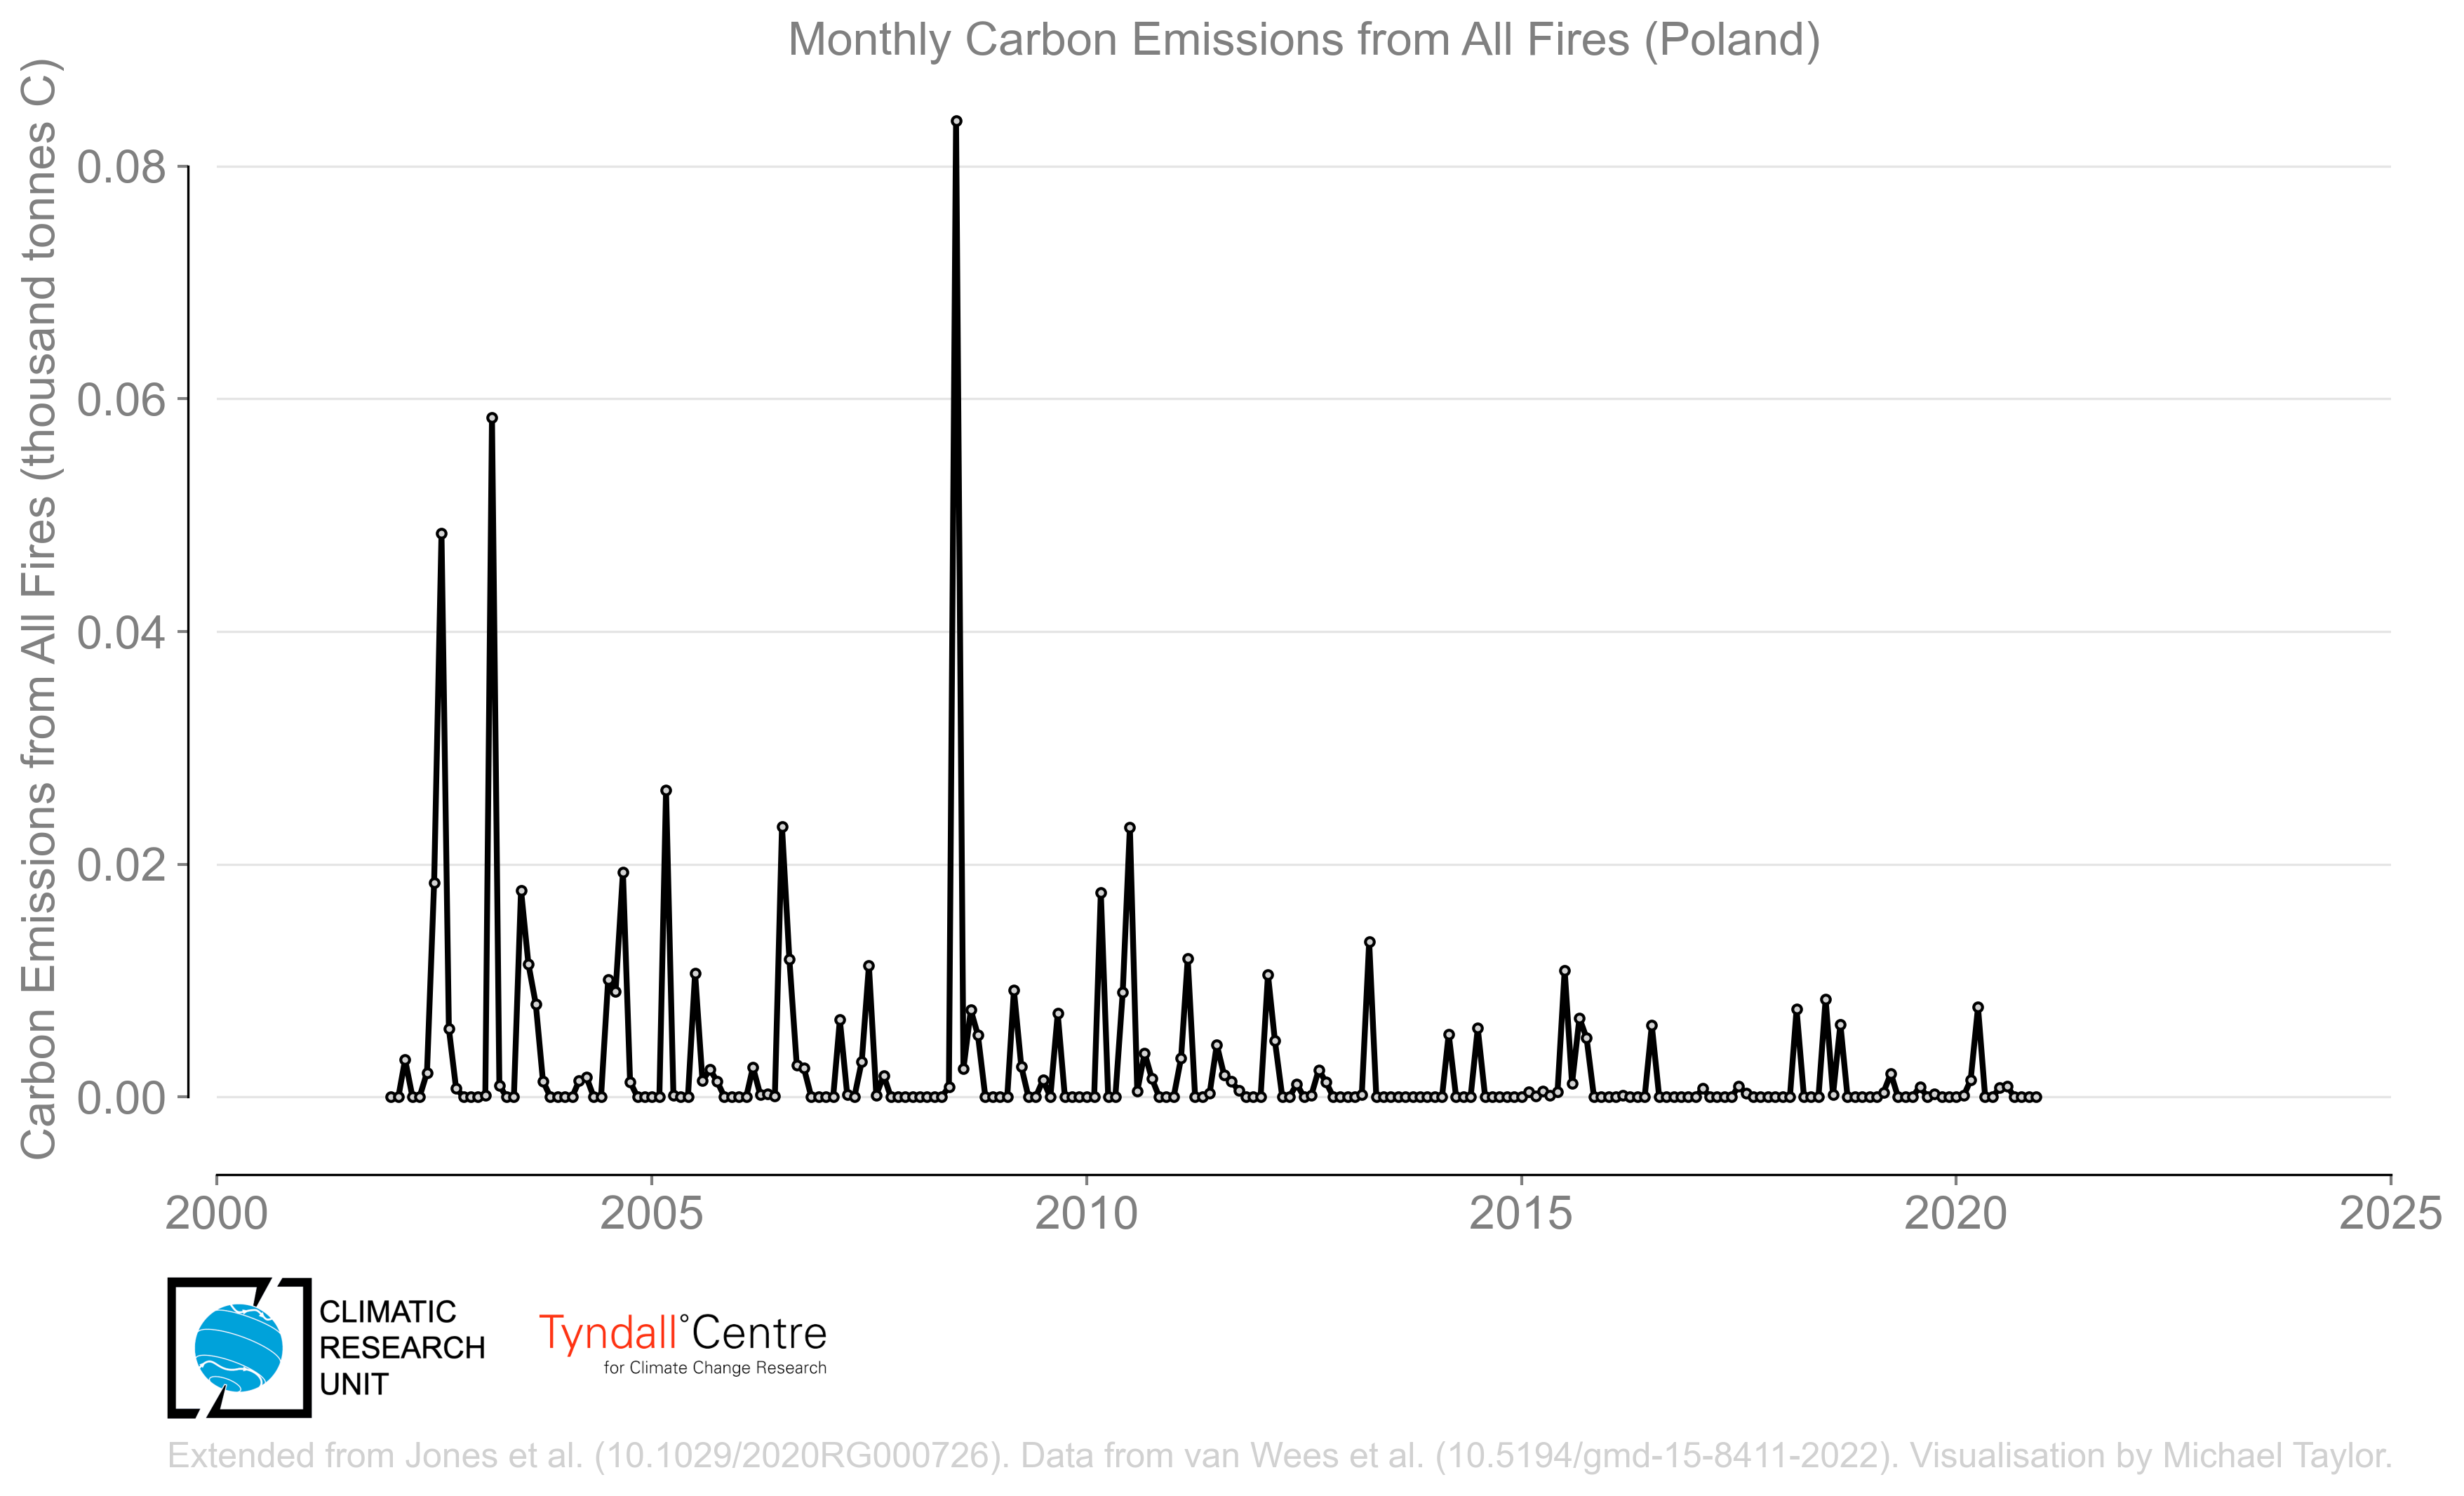 Monthly Carbon Emissions from All Fires (Poland)
Carbon Emissions from All Fires (thousand tonnes C)
0.08
0.06
0.04
0.02
0.00
2000 2005 2010 2015 2020 2025
CLIMATIC
RESEARCH
UNIT
Tyndall°Centre
for Climate Change Research
Extended from Jones et al. (10.1029/2020RG000726). Data from van Wees et al. (10.5194/gmd-15-8411-2022). Visualisation by Michael Taylor.